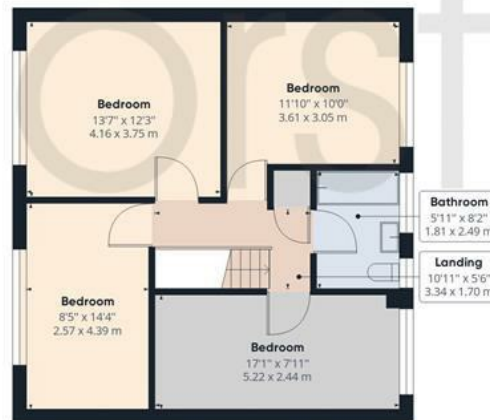 orst
Bedroom
13'7" x 12'3"
4.16 x 3.75 m
Bedroom
11'10" x 10'0"
3.61 x 3.05 m
Bathroom
5'11" x 8'2"
1.81 x 2.49 m
Landing
10'11" x 5'6"
3.34 x 1.70 m
Bedroom
8'5" x 14'4"
2.57 x 4.39 m
Bedroom
17'1" x 7'11"
5.22 x 2.44 m